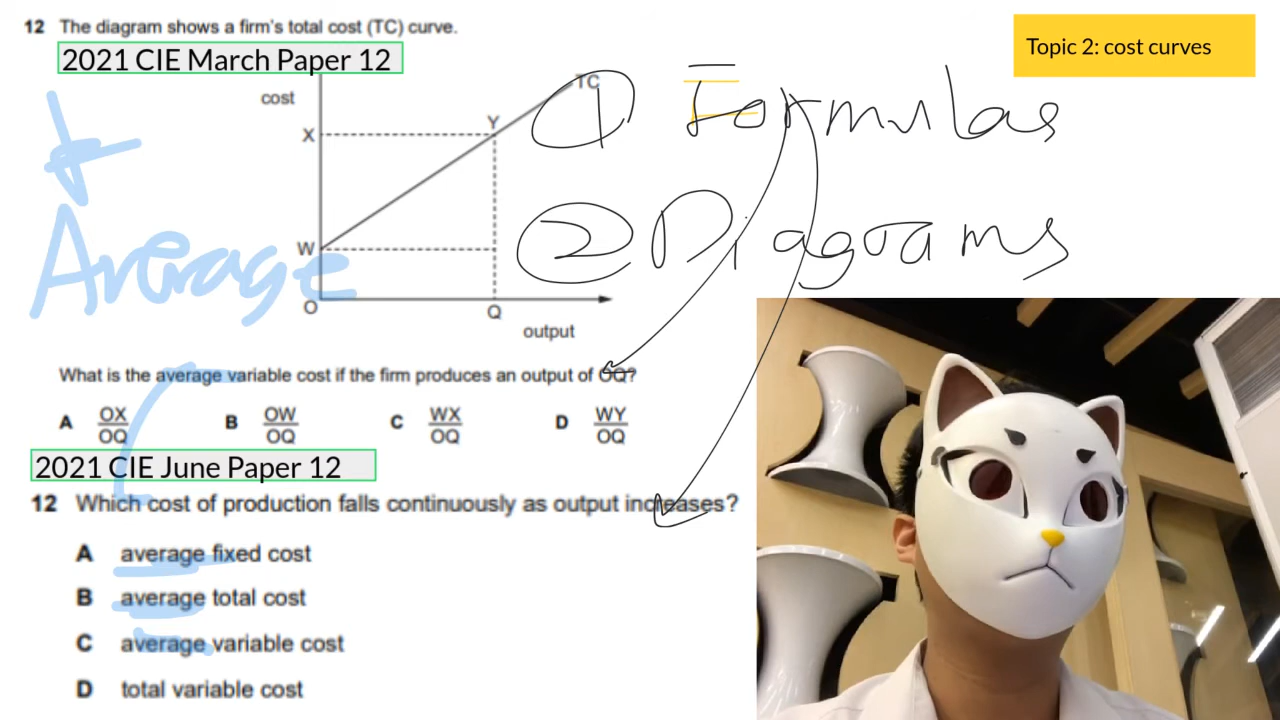 12 The diagram shows a firm's total cost (TC) curve.
2021 CIE March Paper 12
Topic 2: cost curves
cost
TC
X
Y
W
O
Q
output
① Formulas
② Diagrams
+
Average
What is the average variable cost if the firm produces an output of OQ?
A OX/OQ B OW/OQ C WX/OQ D WY/OQ
2021 CIE June Paper 12
12 Which cost of production falls continuously as output increases?
A average fixed cost
B average total cost
C average variable cost
D total variable cost